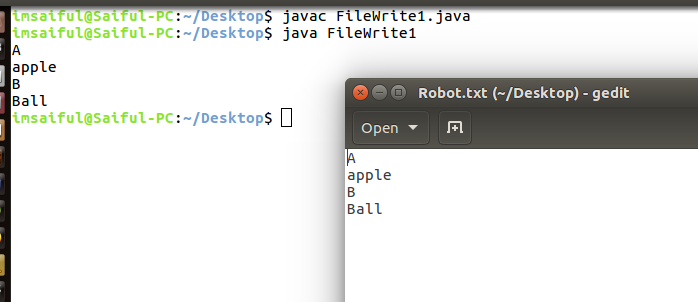 imsaiful@Saiful-PC:~/Desktop$ javac FileWrite1.java
imsaiful@Saiful-PC:~/Desktop$ java FileWrite1
A
apple
B
Ball
imsaiful@Saiful-PC:~/Desktop$
Robot.txt (~/Desktop) - gedit
Open
A
apple
B
Ball